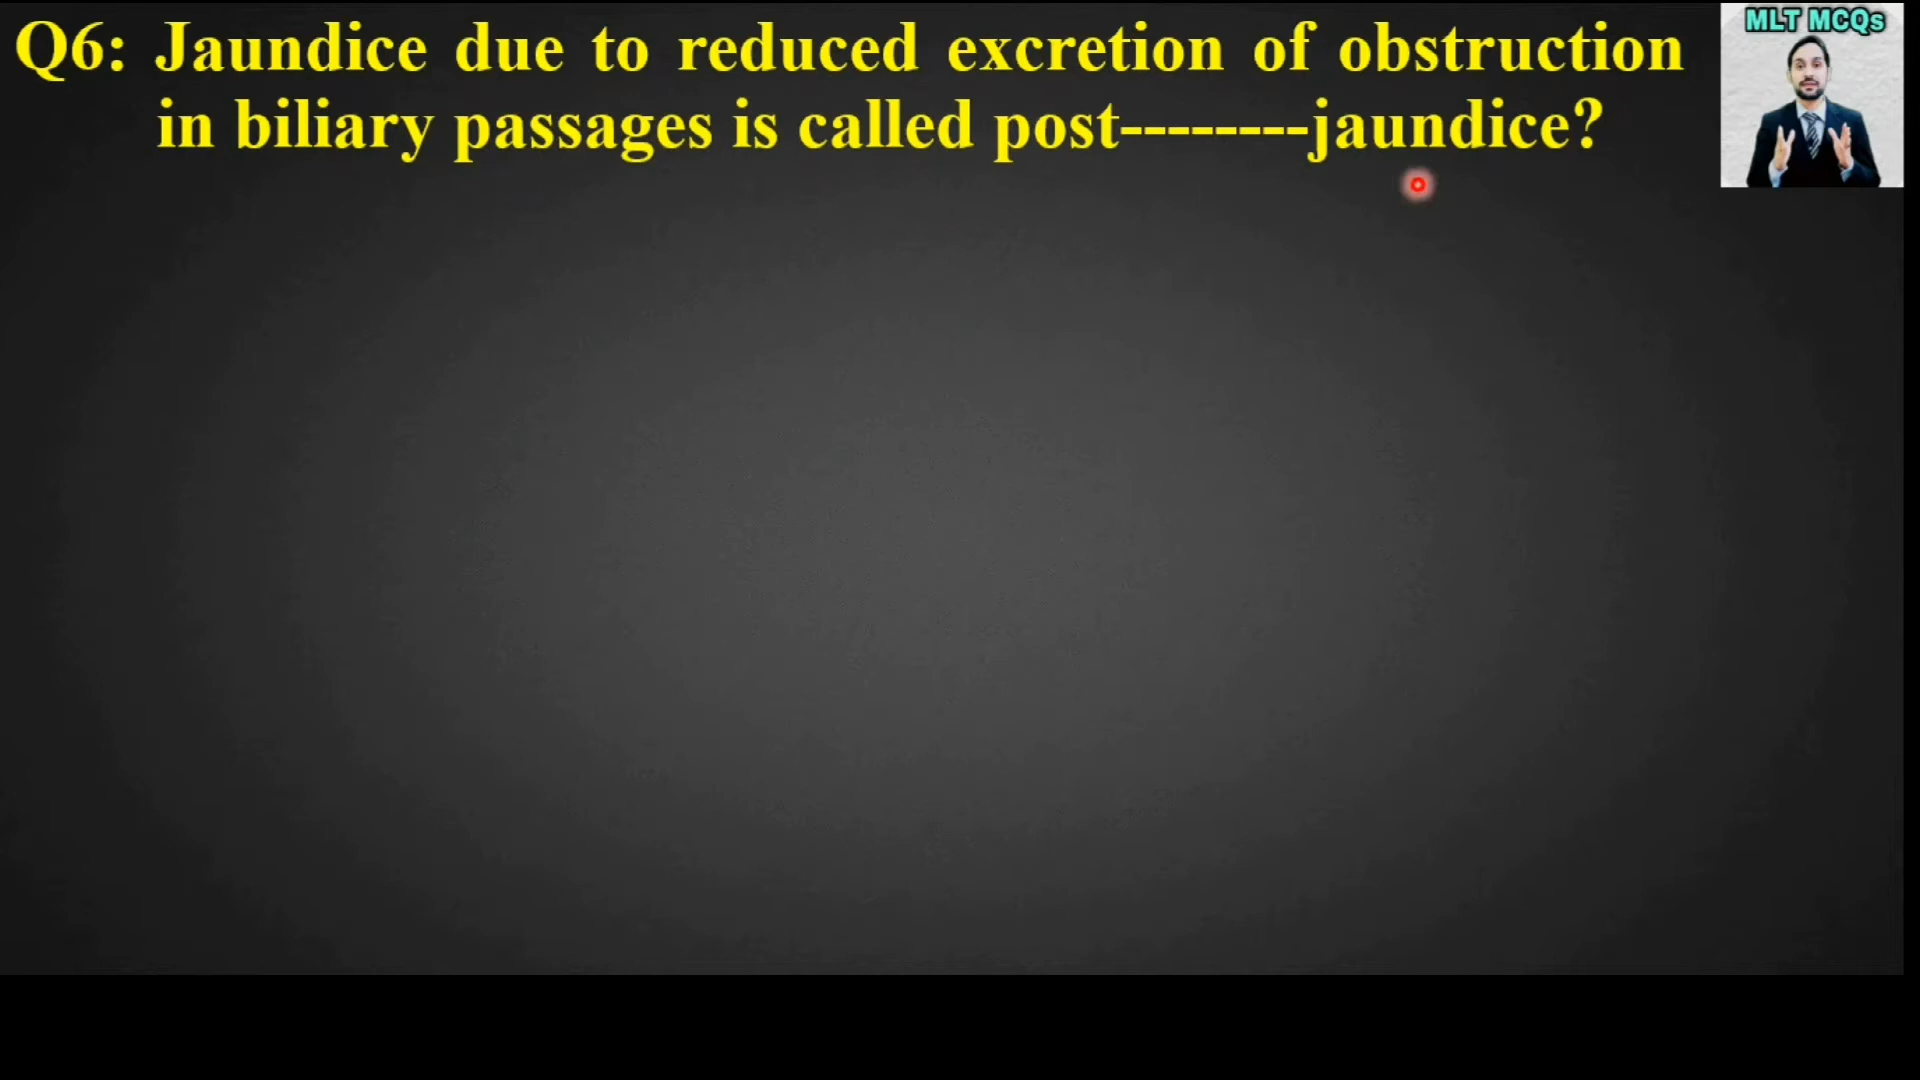 MLT MCQs
Q6: Jaundice due to reduced excretion of obstruction
in biliary passages is called post--------jaundice?